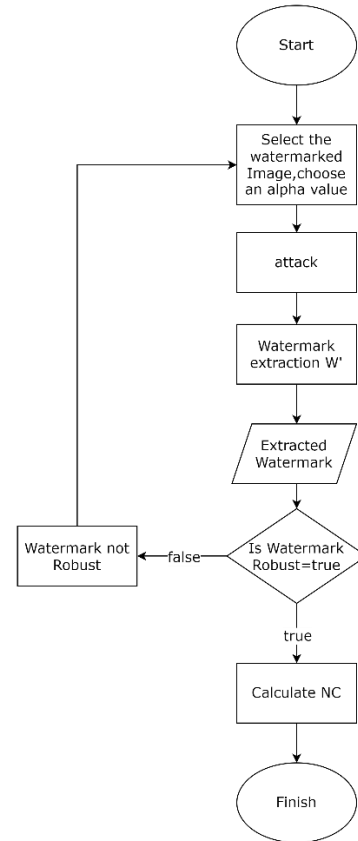 Start
Select the
watermarked
Image,choose
an alpha value
attack
Watermark
extraction W'
Extracted
Watermark
Is Watermark
Robust=true
false
Watermark not
Robust
true
Calculate NC
Finish